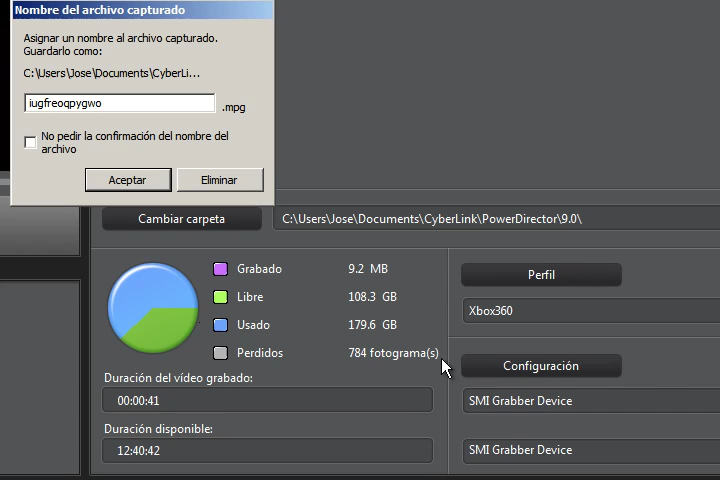 Nombre del archivo capturado
Asignar un nombre al archivo capturado.
Guardarlo como:
C:\Users\Jose\Documents\CyberLi...
iugfreoqpygwo
.mpg
No pedir la confirmación del nombre del
archivo
Aceptar
Eliminar
Cambiar carpeta
C:\Users\Jose\Documents\CyberLink\PowerDirector\9.0\
Grabado 9.2 MB
Libre 108.3 GB
Usado 179.6 GB
Perdidos 784 fotograma(s)
Duración del vídeo grabado:
00:00:41
Duración disponible:
12:40:42
Perfil
Xbox360
Configuración
SMI Grabber Device
SMI Grabber Device